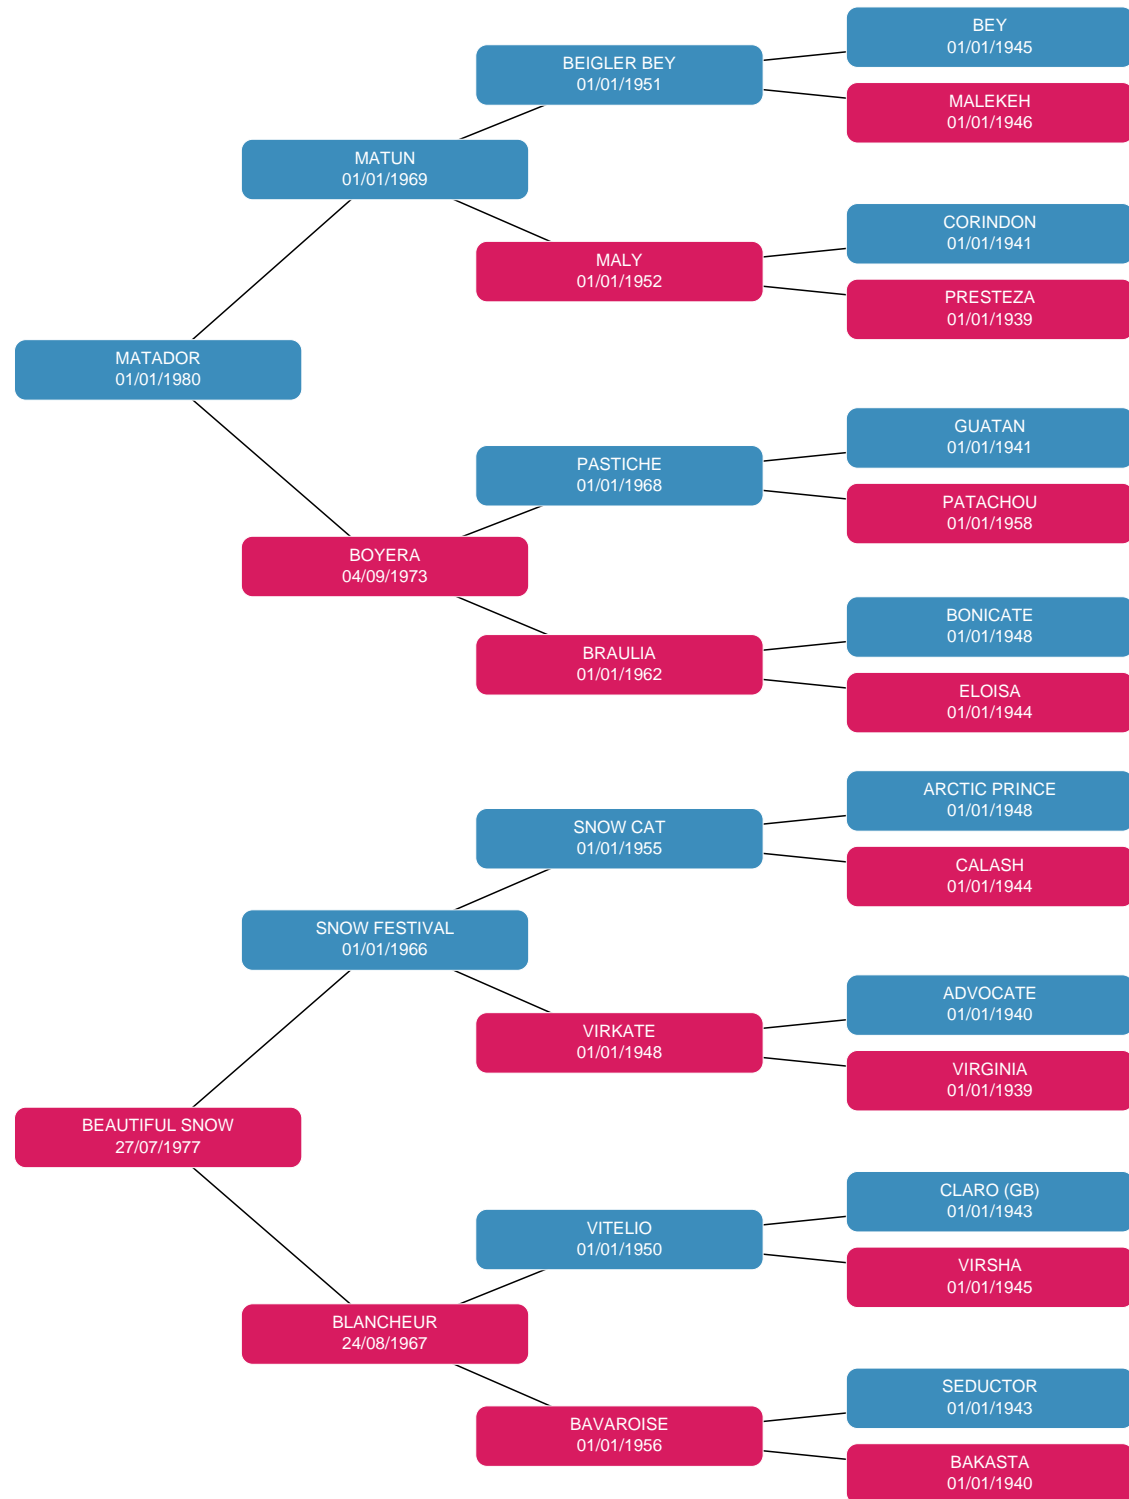 BEY
01/01/1945
BEIGLER BEY
01/01/1951
MALEKEH
01/01/1946
MATUN
01/01/1969
CORINDON
01/01/1941
MALY
01/01/1952
PRESTEZA
01/01/1939
MATADOR
01/01/1980
GUATAN
01/01/1941
PASTICHE
01/01/1968
PATACHOU
01/01/1958
BOYERA
04/09/1973
BONICATE
01/01/1948
BRAULIA
01/01/1962
ELOISA
01/01/1944
ARCTIC PRINCE
01/01/1948
SNOW CAT
01/01/1955
CALASH
01/01/1944
SNOW FESTIVAL
01/01/1966
ADVOCATE
01/01/1940
VIRKATE
01/01/1948
VIRGINIA
01/01/1939
BEAUTIFUL SNOW
27/07/1977
CLARO (GB)
01/01/1943
VITELIO
01/01/1950
VIRSHA
01/01/1945
BLANCHEUR
24/08/1967
SEDUCTOR
01/01/1943
BAVAROISE
01/01/1956
BAKASTA
01/01/1940